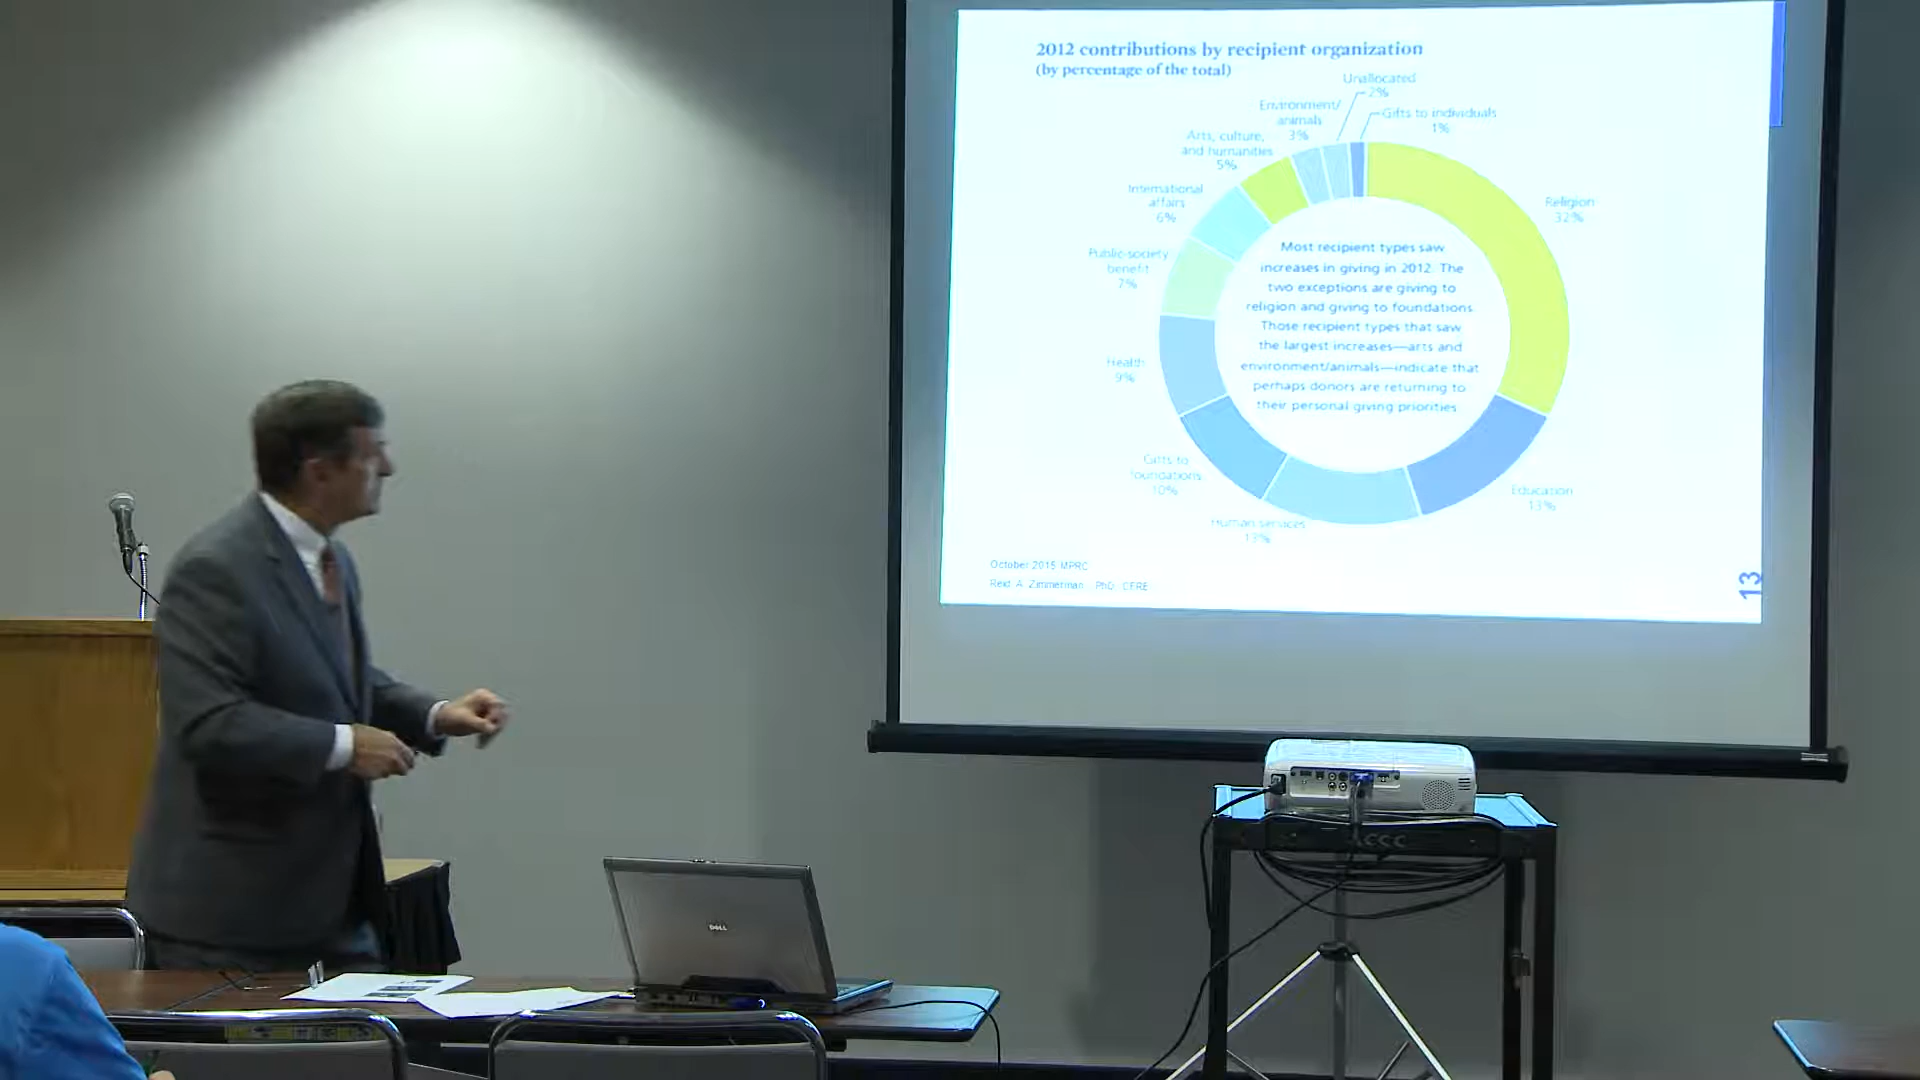 2012 contributions by recipient organization
(by percentage of the total)
Unallocated
2%
Environment/
animals
3%
Gifts to individuals
1%
Arts, culture,
and humanities
5%
International
affairs
6%
Religion
32%
Public-society
benefit
7%
Most recipient types saw
increases in giving in 2012. The
two exceptions are giving to
religion and giving to foundations.
Those recipient types that saw
the largest increases—arts and
environment/animals—indicate that
perhaps donors are returning to
their personal giving priorities.
Health
9%
Gifts to
foundations
10%
Education
13%
Human services
13%
October 2015 MPRC
Reid A. Zimmerman, PhD, CFRE
13
DELL